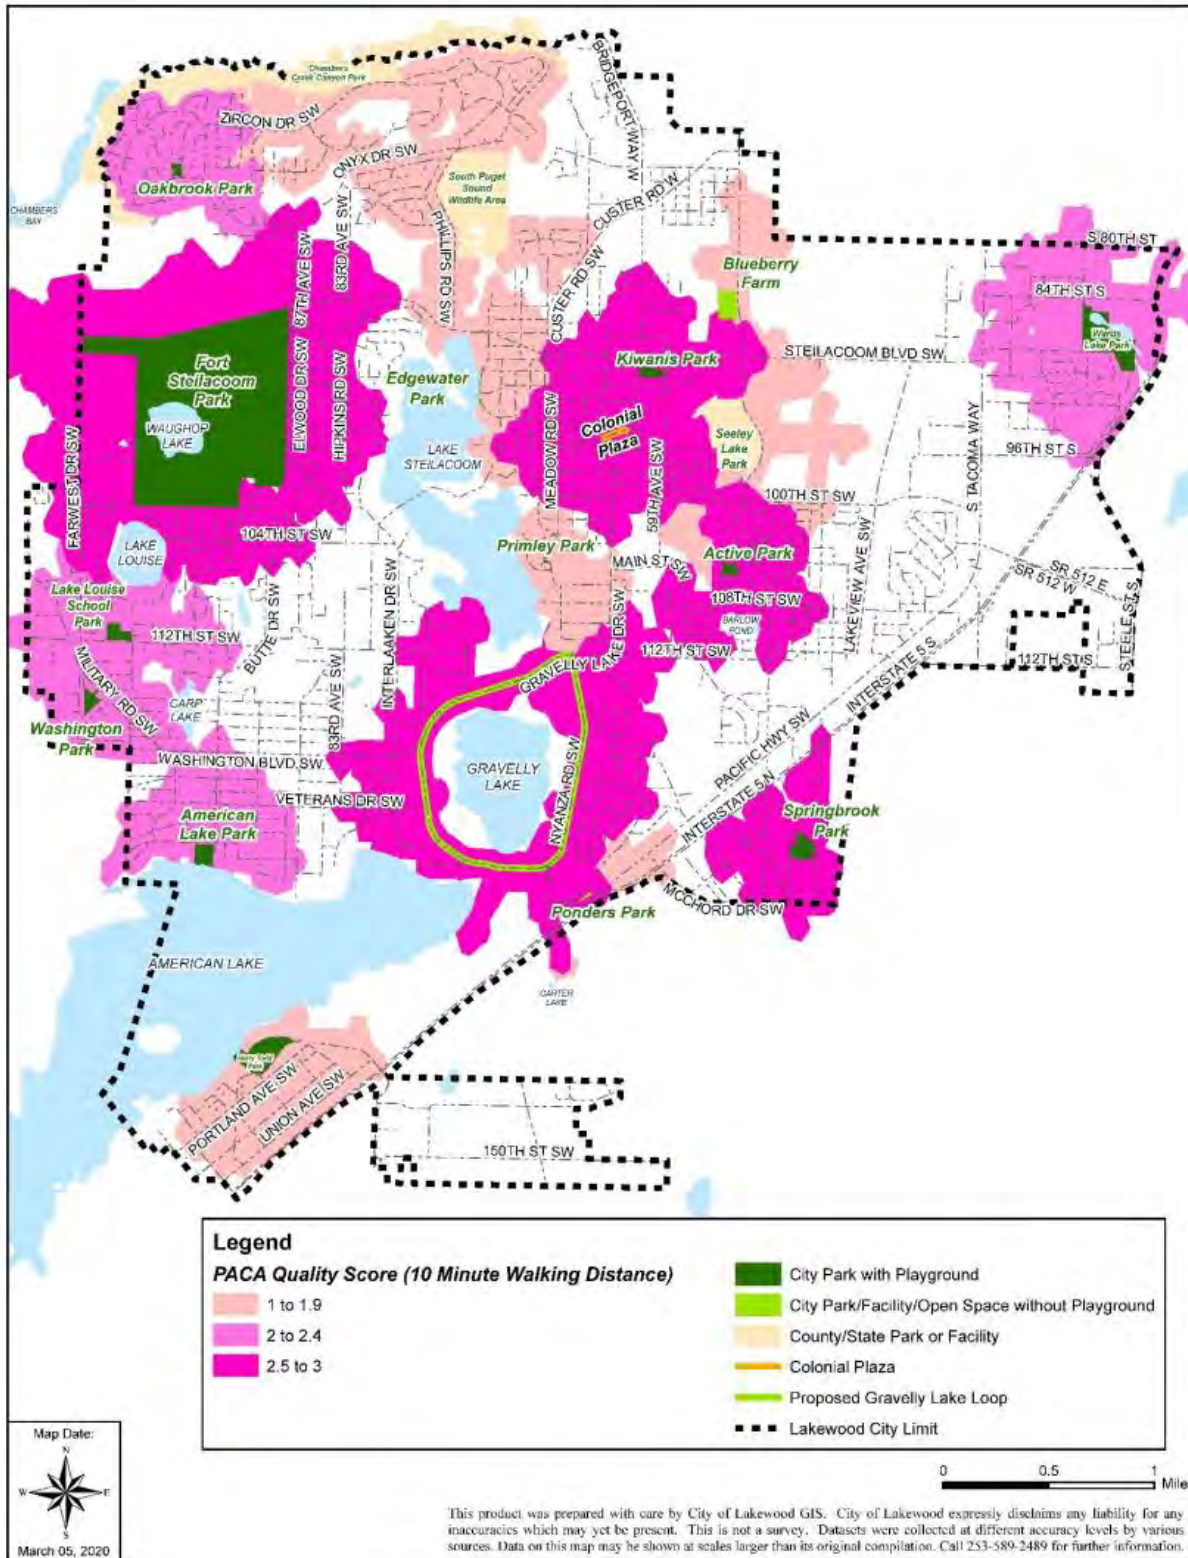 Chambers
Creek Canyon Park
BRIDGEPORT WAY W
ZIRCON DR SW
ONYX DR SW
Oakbrook Park
CHAMBERS
BAY
South Puget
Sound
Wildlife Area
CUSTER RD W
PHILLIPS RD SW
83RD AVE SW
87TH AVE SW
CUSTER RD SW
Blueberry
Farm
S 80TH ST
84TH ST S
Wards
Lake Park
Fort
Steilacoom
Park
WAUGHOP
LAKE
ELWOOD DR SW
HIPKINS RD SW
FARWEST DR SW
Edgewater
Park
LAKE
STEILACOOM
Kiwanis Park
STEILACOOM BLVD SW
Colonial
Plaza
MEADOW RD SW
59TH AVE SW
Seeley
Lake
Park
S TACOMA WAY
96TH ST S
100TH ST SW
104TH ST SW
LAKE
LOUISE
Primley Park
MAIN ST SW
Active Park
SR 512 E
SR 512 W
Lake Louise
School
Park
112TH ST SW
BUTTE DR SW
INTERLAAKEN DR SW
108TH ST SW
BARLOW
POND
LAKEVIEW AVE SW
STEELE ST S
112TH ST S
112TH ST SW
GRAVELLY LAKE DR SW
MILITARY RD SW
CARP
LAKE
83RD AVE SW
Washington
Park
WASHINGTON BLVD SW
GRAVELLY
LAKE
NYANZA RD SW
PACIFIC HWY SW
INTERSTATE 5 S
INTERSTATE 5 N
VETERANS DR SW
American
Lake Park
Springbrook
Park
MCCHORD DR SW
Ponders Park
AMERICAN LAKE
CARTER
LAKE
Harry Todd
Park
PORTLAND AVE SW
UNION AVE SW
150TH ST SW
Legend
PACA Quality Score (10 Minute Walking Distance)
1 to 1.9
2 to 2.4
2.5 to 3
City Park with Playground
City Park/Facility/Open Space without Playground
County/State Park or Facility
Colonial Plaza
Proposed Gravelly Lake Loop
Lakewood City Limit
Map Date:
N
W E
S
March 05, 2020
0 0.5 1
Mile
This product was prepared with care by City of Lakewood GIS. City of Lakewood expressly disclaims any liability for any
inaccuracies which may yet be present. This is not a survey. Datasets were collected at different accuracy levels by various
sources. Data on this map may be shown at scales larger than its original compilation. Call 253-589-2489 for further information.